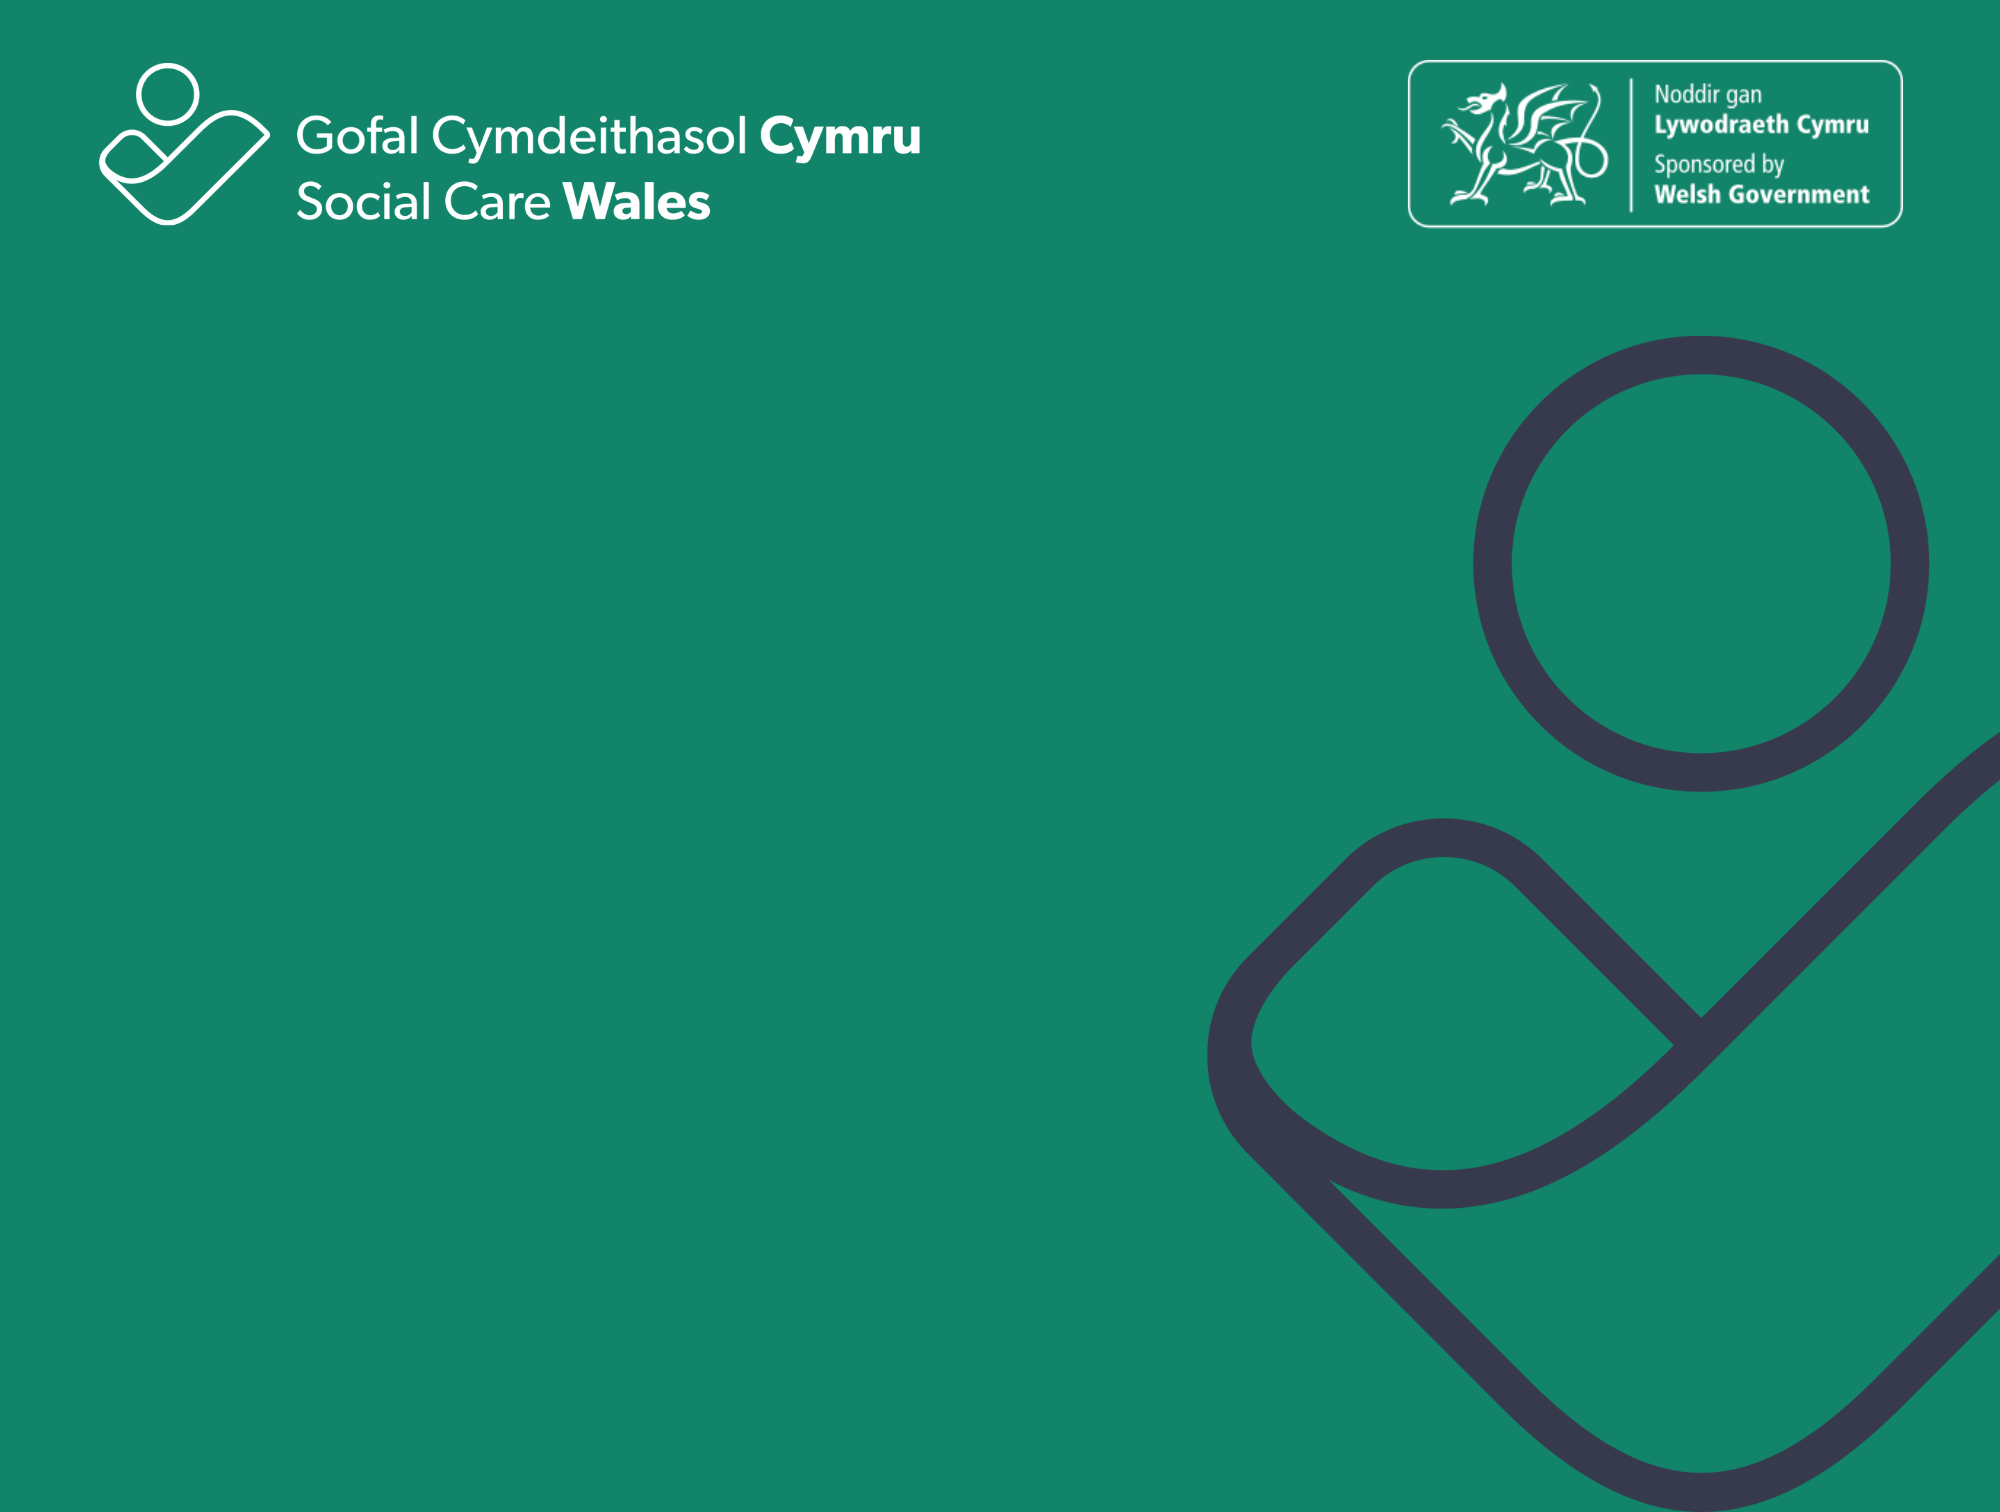 Gofal Cymdeithasol Cymru
Social Care Wales
Noddir gan
Lywodraeth Cymru
Sponsored by
Welsh Government